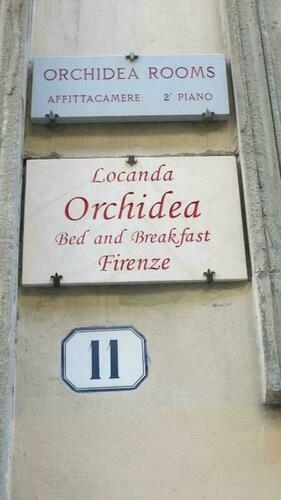 ORCHIDEA ROOMS
AFFITTACAMERE 2° PIANO
Locanda
Orchidea
Bed and Breakfast
Firenze
11